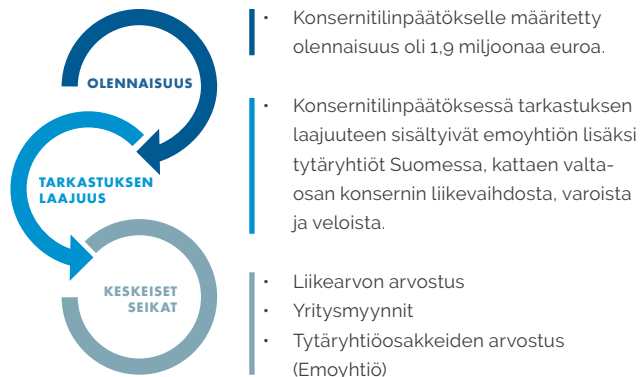 OLENNAISUUS
• Konsernitilinpäätökselle määritetty
olennaisuus oli 1,9 miljoonaa euroa.
TARKASTUKSEN
LAAJUUS
• Konsernitilinpäätöksessä tarkastuksen
laajuuteen sisältyivät emoyhtiön lisäksi
tytäryhtiöt Suomessa, kattaen valta-
osan konsernin liikevaihdosta, varoista
ja veloista.
KESKEISET
SEIKAT
• Liikearvon arvostus
• Yritysmyynnit
• Tytäryhtiöosakkeiden arvostus
(Emoyhtiö)